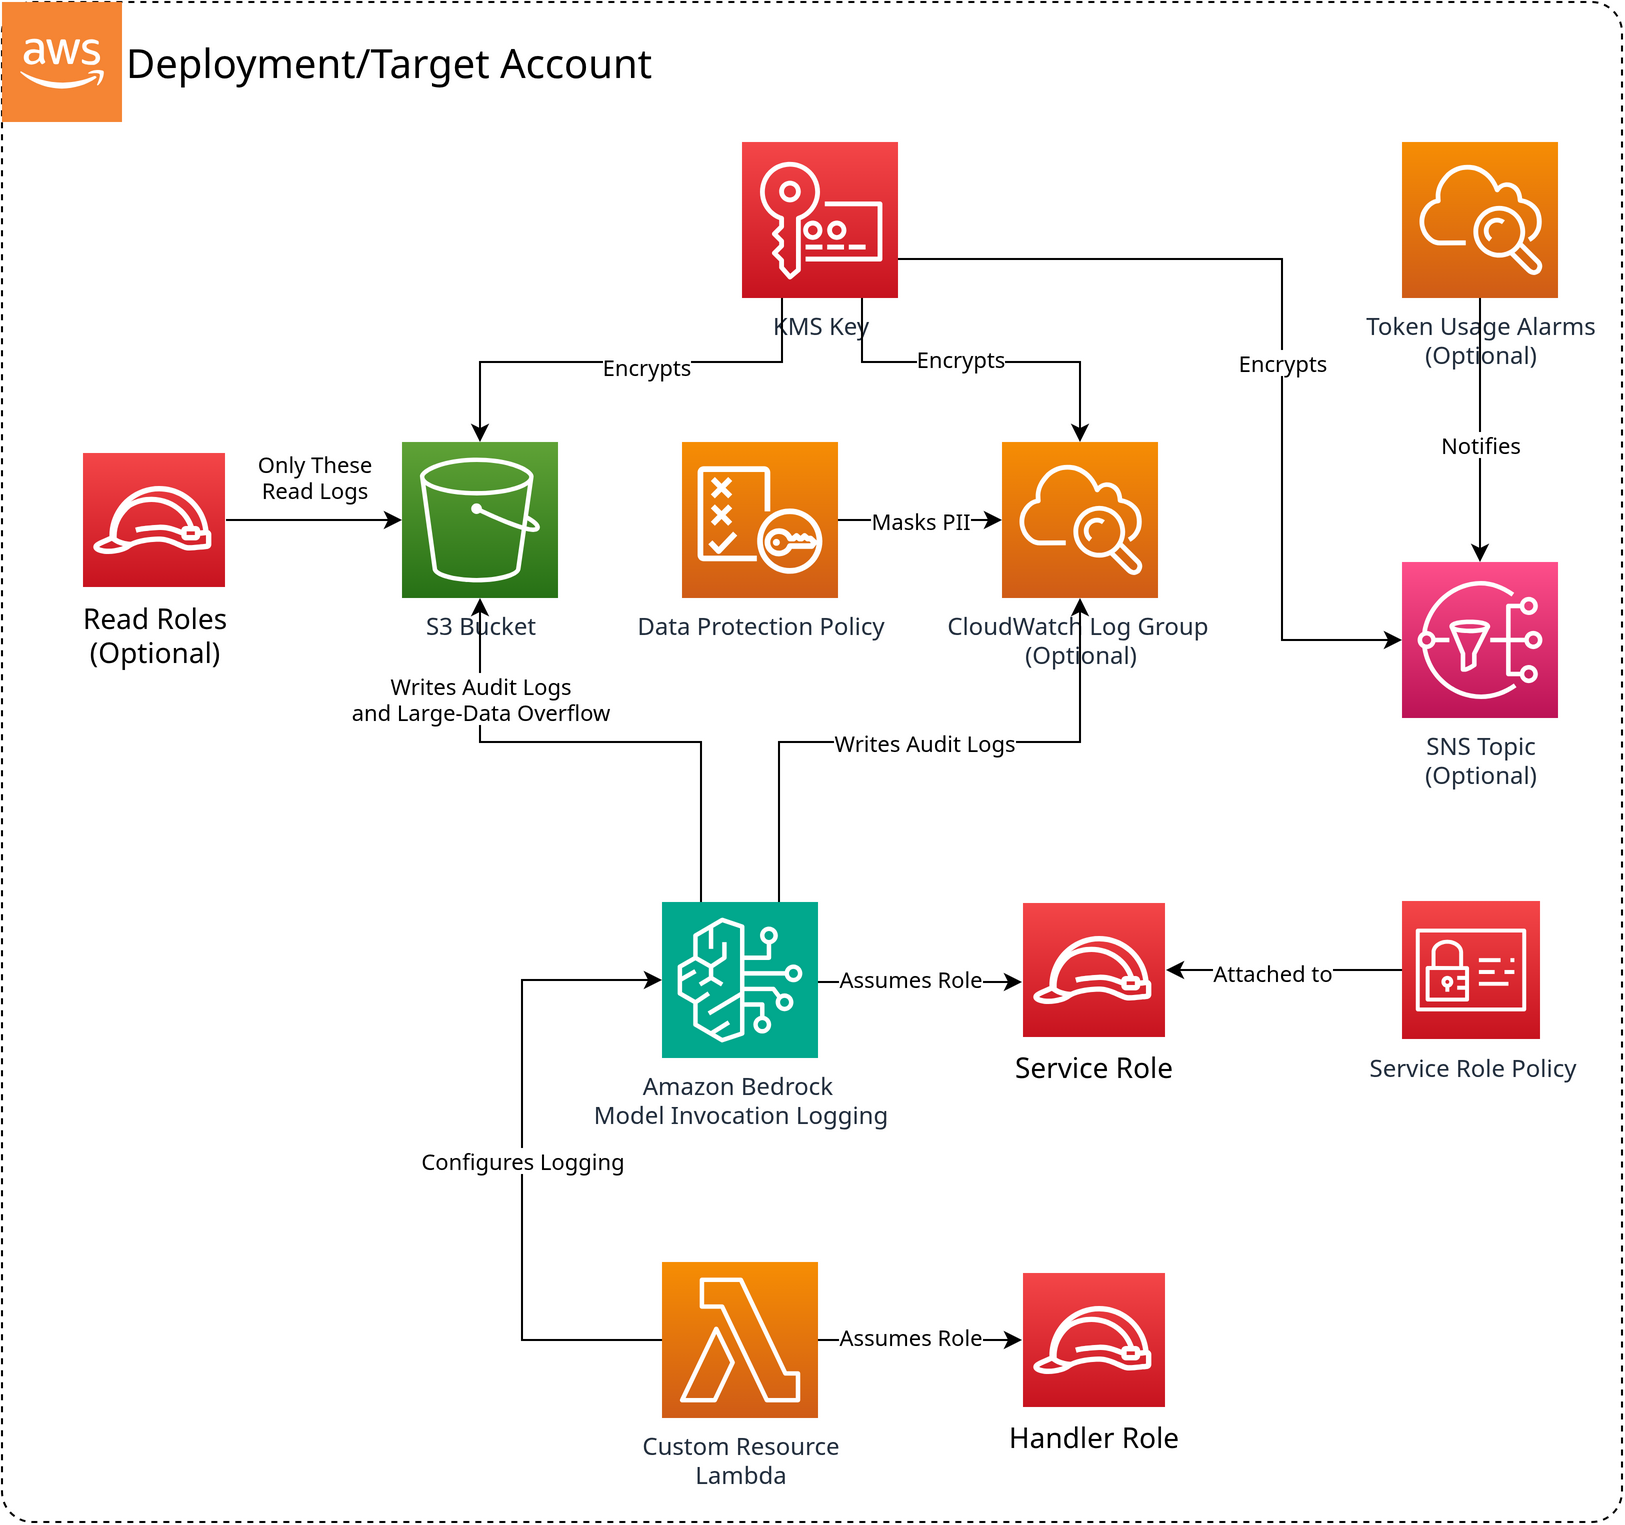 aws
Deployment/Target Account
KMS Key
Token Usage Alarms
(Optional)
Encrypts
Encrypts
Encrypts
Notifies
Only These
Read Logs
Masks PII
Read Roles
(Optional)
S3 Bucket
Data Protection Policy
CloudWatch Log Group
(Optional)
Writes Audit Logs
and Large-Data Overflow
Writes Audit Logs
SNS Topic
(Optional)
Assumes Role
Attached to
Service Role
Service Role Policy
Amazon Bedrock
Model Invocation Logging
Configures Logging
Assumes Role
Handler Role
Custom Resource
Lambda